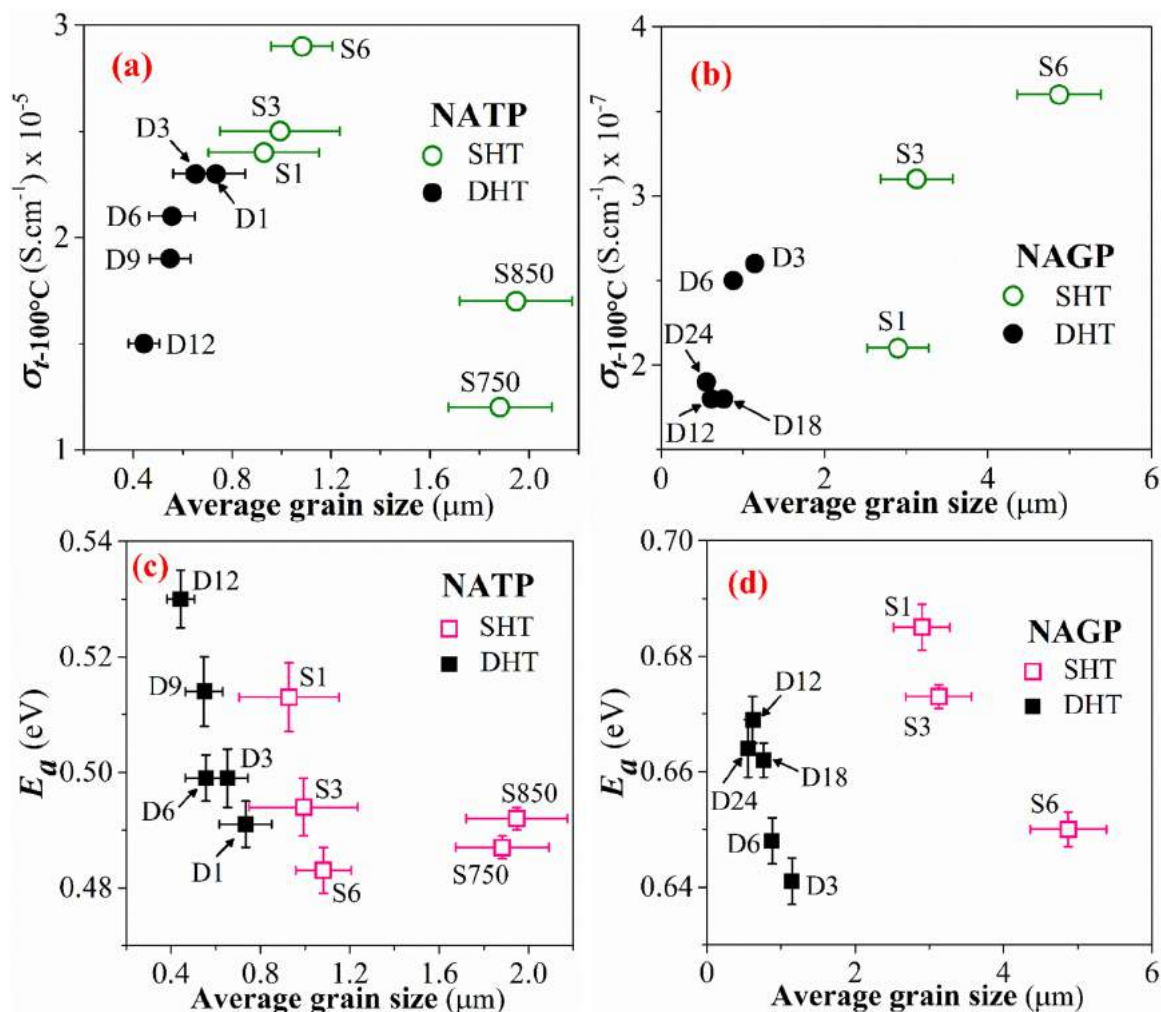 (a)
NATP
SHT
DHT
S6
S3
S1
D3
D1
D6
D9
D12
S850
S750
3
2
1
σt-100°C (S.cm⁻¹) x 10⁻⁵
0.4 0.8 1.2 1.6 2.0
Average grain size (μm)
(b)
S6
S3
NAGP
SHT
DHT
D6
D3
S1
D24
D12
D18
4
3
2
σt-100°C (S.cm⁻¹) x 10⁻⁷
0 2 4 6
Average grain size (μm)
(c)
NATP
SHT
DHT
D12
D9
S1
D3
D6
S3
D1
S6
S850
S750
0.54
0.52
0.50
0.48
Ea (eV)
0.4 0.8 1.2 1.6 2.0
Average grain size (μm)
(d)
S1
NAGP
SHT
DHT
D12
S3
D18
D24
D6
D3
S6
0.70
0.68
0.66
0.64
Ea (eV)
0 2 4 6
Average grain size (μm)